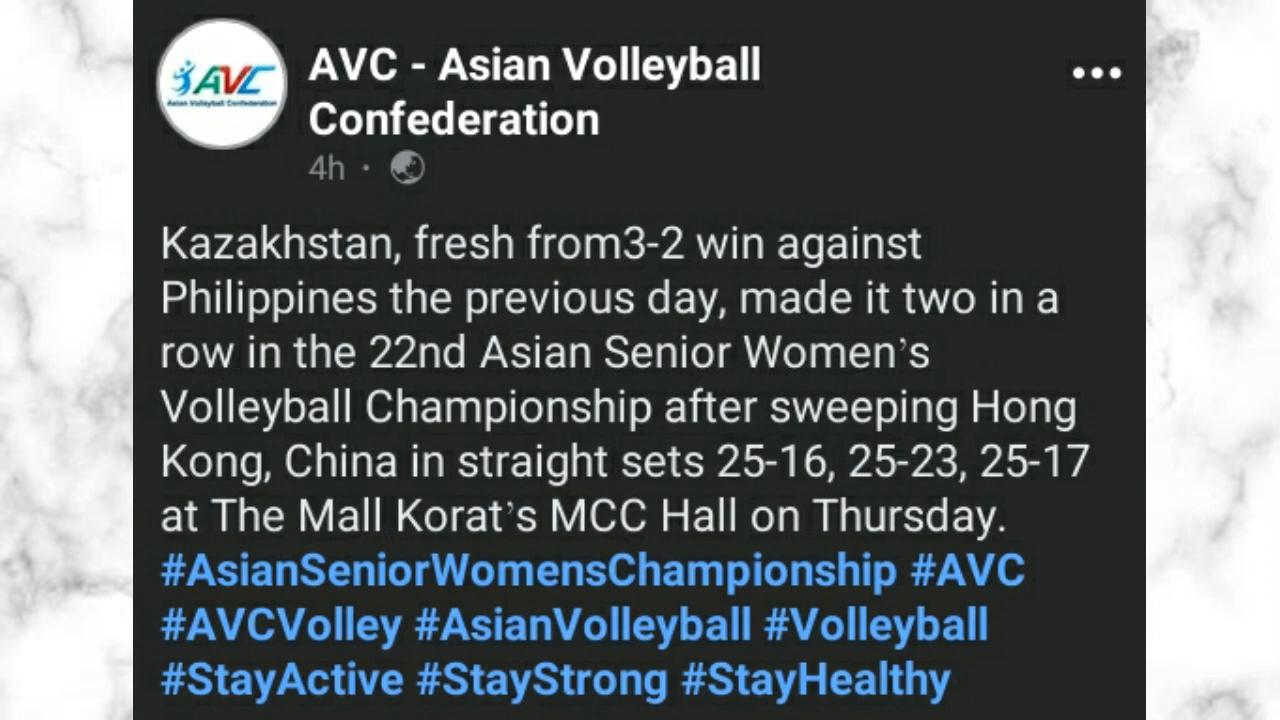 AVC
Asian Volleyball Confederation
AVC - Asian Volleyball
Confederation
4h ·
Kazakhstan, fresh from3-2 win against
Philippines the previous day, made it two in a
row in the 22nd Asian Senior Women’s
Volleyball Championship after sweeping Hong
Kong, China in straight sets 25-16, 25-23, 25-17
at The Mall Korat’s MCC Hall on Thursday.
#AsianSeniorWomensChampionship #AVC
#AVCVolley #AsianVolleyball #Volleyball
#StayActive #StayStrong #StayHealthy